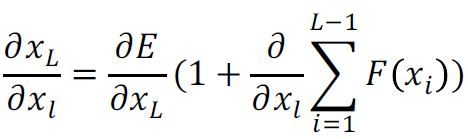 ∂x_L/∂x_l = ∂E/∂x_L (1 + ∂/∂x_l ∑_{i=1}^{L-1} F(x_i))